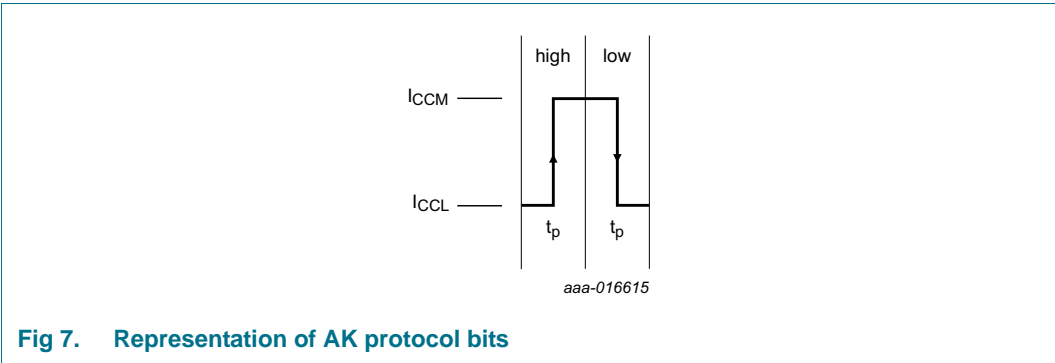 high low
ICCM
ICCL
tp tp
aaa-016615
Fig 7. Representation of AK protocol bits